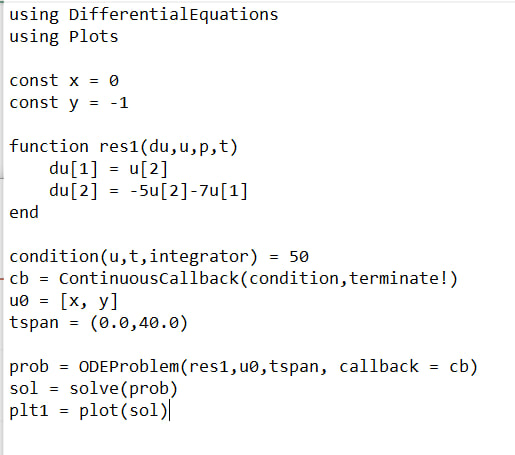 using DifferentialEquations
using Plots
const x = 0
const y = -1
function res1(du,u,p,t)
    du[1] = u[2]
    du[2] = -5u[2]-7u[1]
end
condition(u,t,integrator) = 50
cb = ContinuousCallback(condition,terminate!)
u0 = [x, y]
tspan = (0.0,40.0)
prob = ODEProblem(res1,u0,tspan, callback = cb)
sol = solve(prob)
plt1 = plot(sol)